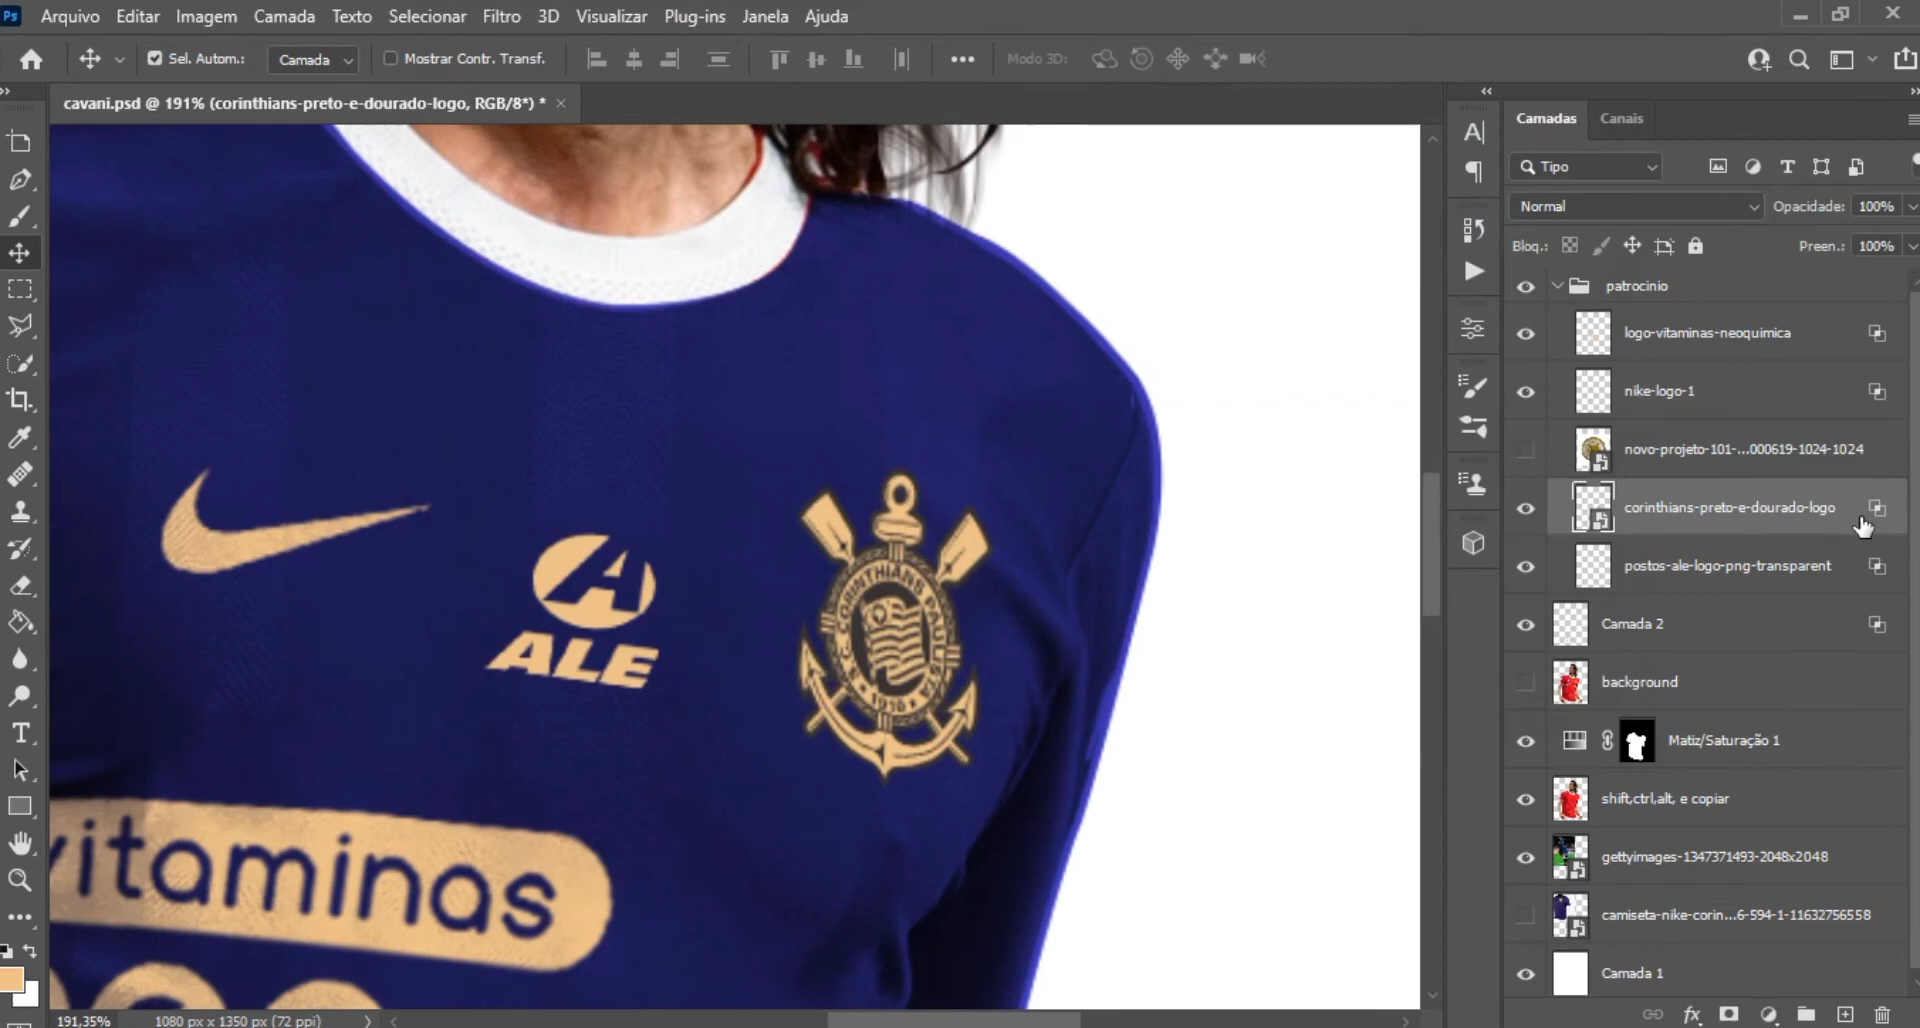 Ps Arquivo Editar Imagem Camada Texto Selecionar Filtro 3D Visualizar Plug-ins Janela Ajuda
Sel. Autom.: Camada Mostrar Contr. Transf. Modo 3D:
cavani.psd @ 191% (corinthians-preto-e-dourado-logo, RGB/8*) *
Camadas Canais
Tipo
Normal Opacidade: 100%
Bloq.: Preen.: 100%
patrocinio
logo-vitaminas-neoquimica
nike-logo-1
novo-projeto-101-...000619-1024-1024
corinthians-preto-e-dourado-logo
postos-ale-logo-png-transparent
Camada 2
background
Matiz/Saturação 1
shift,ctrl,alt, e copiar
gettyimages-1347371493-2048x2048
camiseta-nike-corin...6-594-1-11632756558
Camada 1
A
ALE
S. C. CORINTHIANS PAULISTA
1910
vitaminas
191,35% 1080 px x 1350 px (72 ppi)